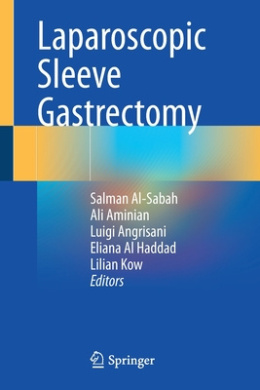 Laparoscopic
Sleeve
Gastrectomy
Salman Al-Sabah
Ali Aminian
Luigi Angrisani
Eliana Al Haddad
Lilian Kow
Editors
Springer